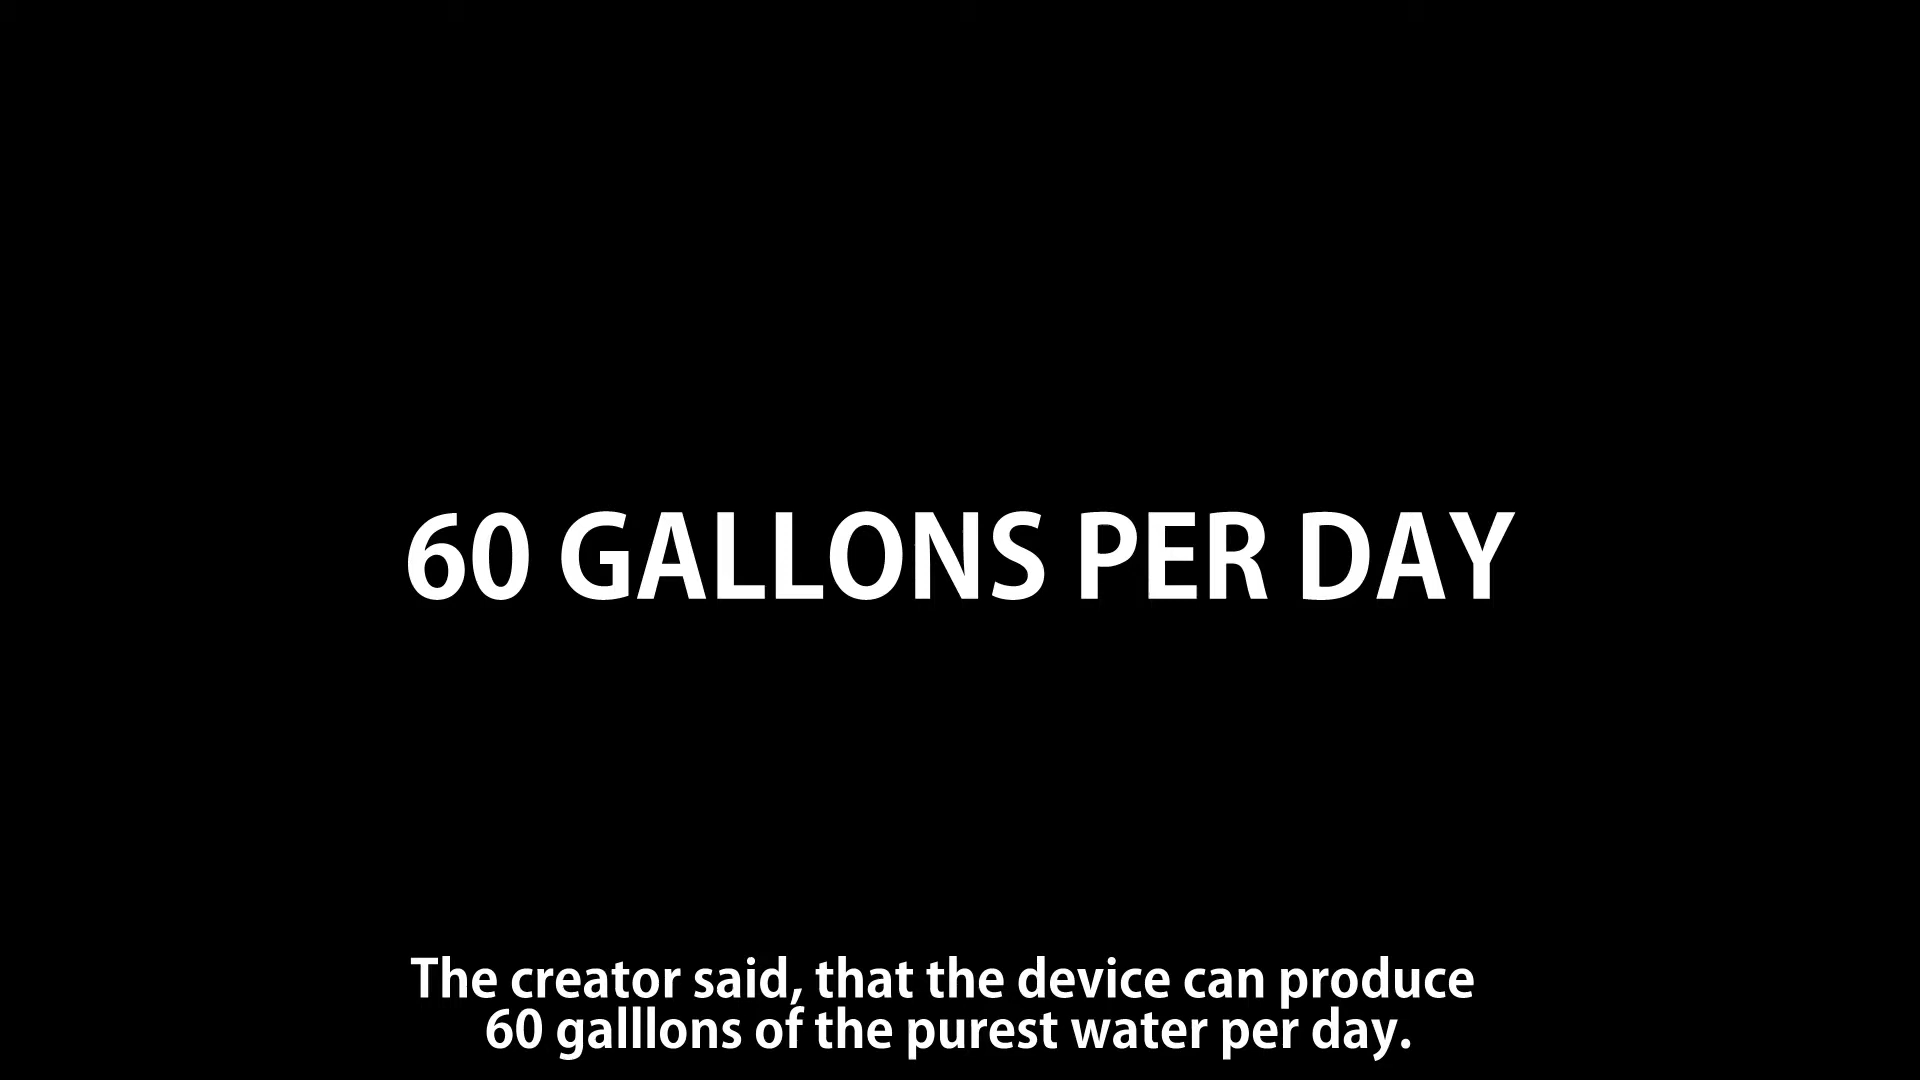 60 GALLONS PER DAY
The creator said, that the device can produce
60 galllons of the purest water per day.